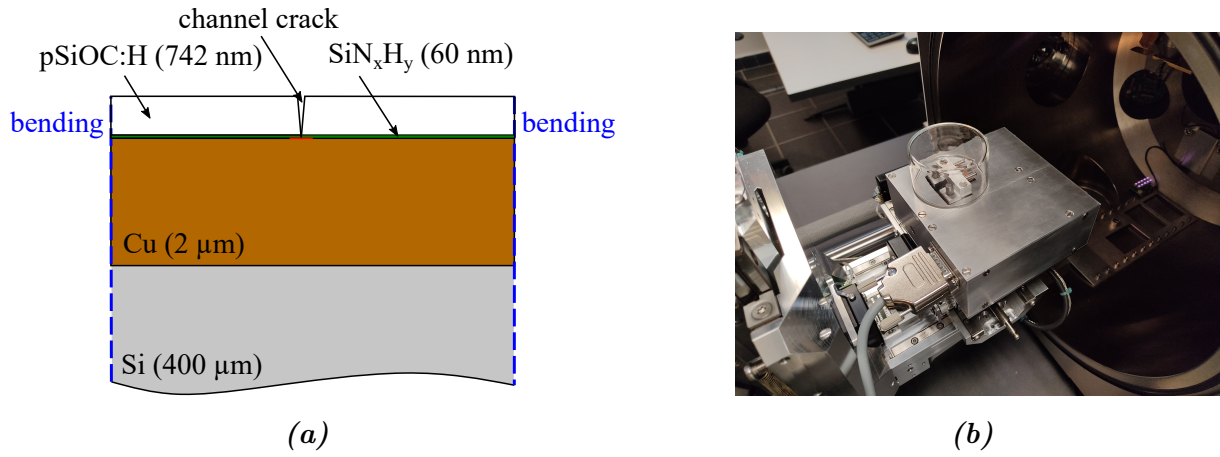 channel crack
pSiOC:H (742 nm)
SiNxHy (60 nm)
bending
bending
Cu (2 µm)
Si (400 µm)
(a)
(b)